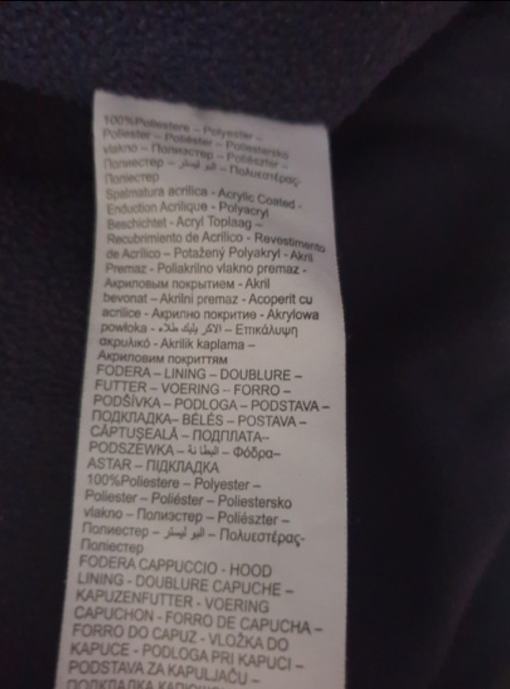 100%Poliestere – Polyester –
Poliester – Poliéster – Poliestersko
vlakno – Полиэстер – Poliészter –
Полиестер – البوليستر – Πολυεστέρας-
Поліестер
Spalmatura acrilica - Acrylic Coated -
Enduction Acrilique - Polyacryl
Beschichtet - Acryl Toplaag –
Recubrimiento de Acrílico - Revestimento
de Acrílico – Potažený Polyakryl - Akril
Premaz - Poliakrilno vlakno premaz -
Акриловым покрытием - Akril
bevonat – Akrilni premaz - Acoperit cu
acrilice - Акрилно покритие - Akrylowa
powłoka - الاكريليك طلاء – Επικάλυψη
ακρυλικό - Akrilik kaplama –
Акриловим покриттям
FODERA – LINING – DOUBLURE –
FUTTER – VOERING – FORRO –
PODŠÍVKA – PODLOGA – PODSTAVA –
ПОДКЛАДКА– BÉLÉS – POSTAVA –
CĂPTUŞEALĂ – ПОДПЛАТА–
PODSZEWKA – البطانة – Φόδρα–
ASTAR – ПІДКЛАДКА
100%Poliestere – Polyester –
Poliester – Poliéster – Poliestersko
vlakno – Полиэстер – Poliészter –
Полиестер – البوليستر – Πολυεστέρας-
Поліестер
FODERA CAPPUCCIO - HOOD
LINING - DOUBLURE CAPUCHE –
KAPUZENFUTTER - VOERING
CAPUCHON - FORRO DE CAPUCHA –
FORRO DO CAPUZ - VLOŽKA DO
KAPUCE - PODLOGA PRI KAPUCI –
PODSTAVA ZA KAPULJAČU –